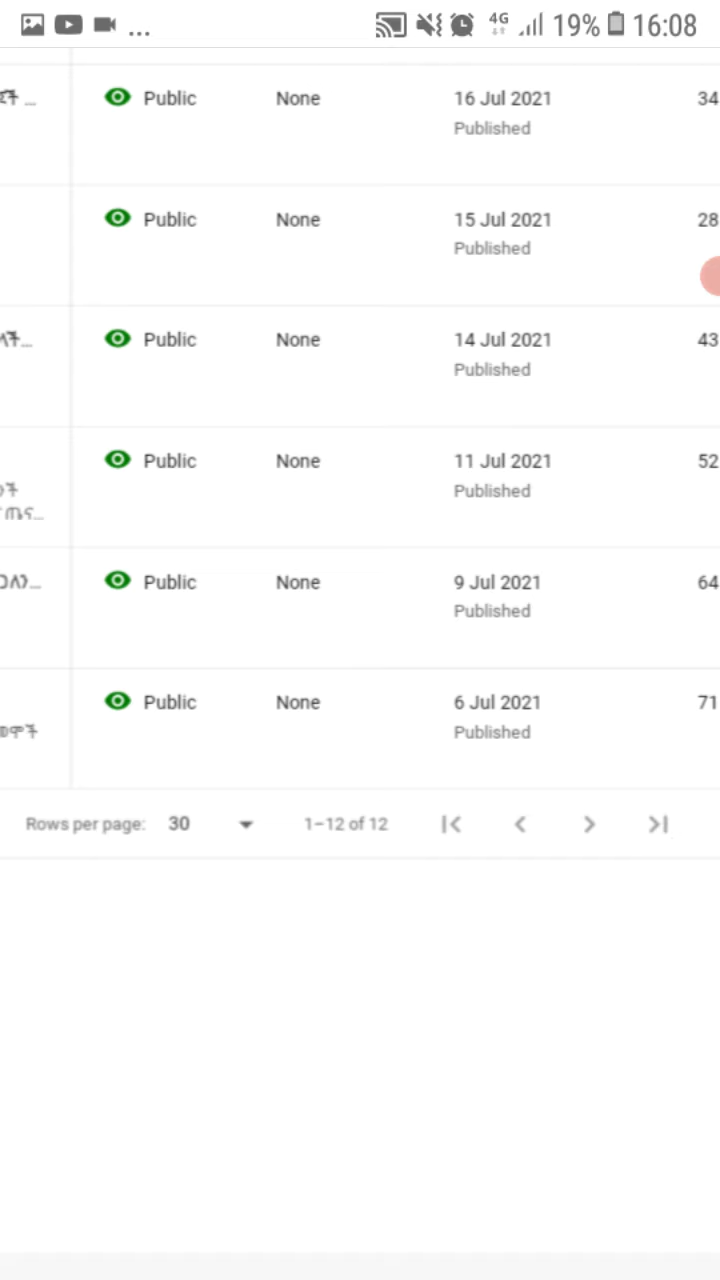 ... 4G 19% 16:08
Public None 16 Jul 2021 34
Published
Public None 15 Jul 2021 28
Published
Public None 14 Jul 2021 43
Published
Public None 11 Jul 2021 52
Published
Public None 9 Jul 2021 64
Published
Public None 6 Jul 2021 71
Published
Rows per page: 30 1–12 of 12